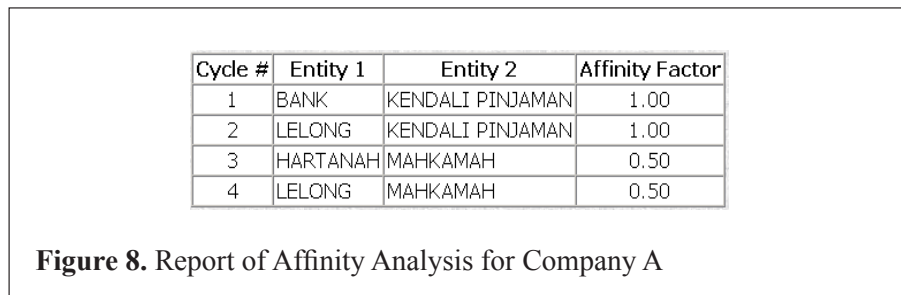 Cycle # Entity 1 Entity 2 Affinity Factor
1 BANK KENDALI PINJAMAN 1.00
2 LELONG KENDALI PINJAMAN 1.00
3 HARTANAH MAHKAMAH 0.50
4 LELONG MAHKAMAH 0.50
Figure 8. Report of Affinity Analysis for Company A